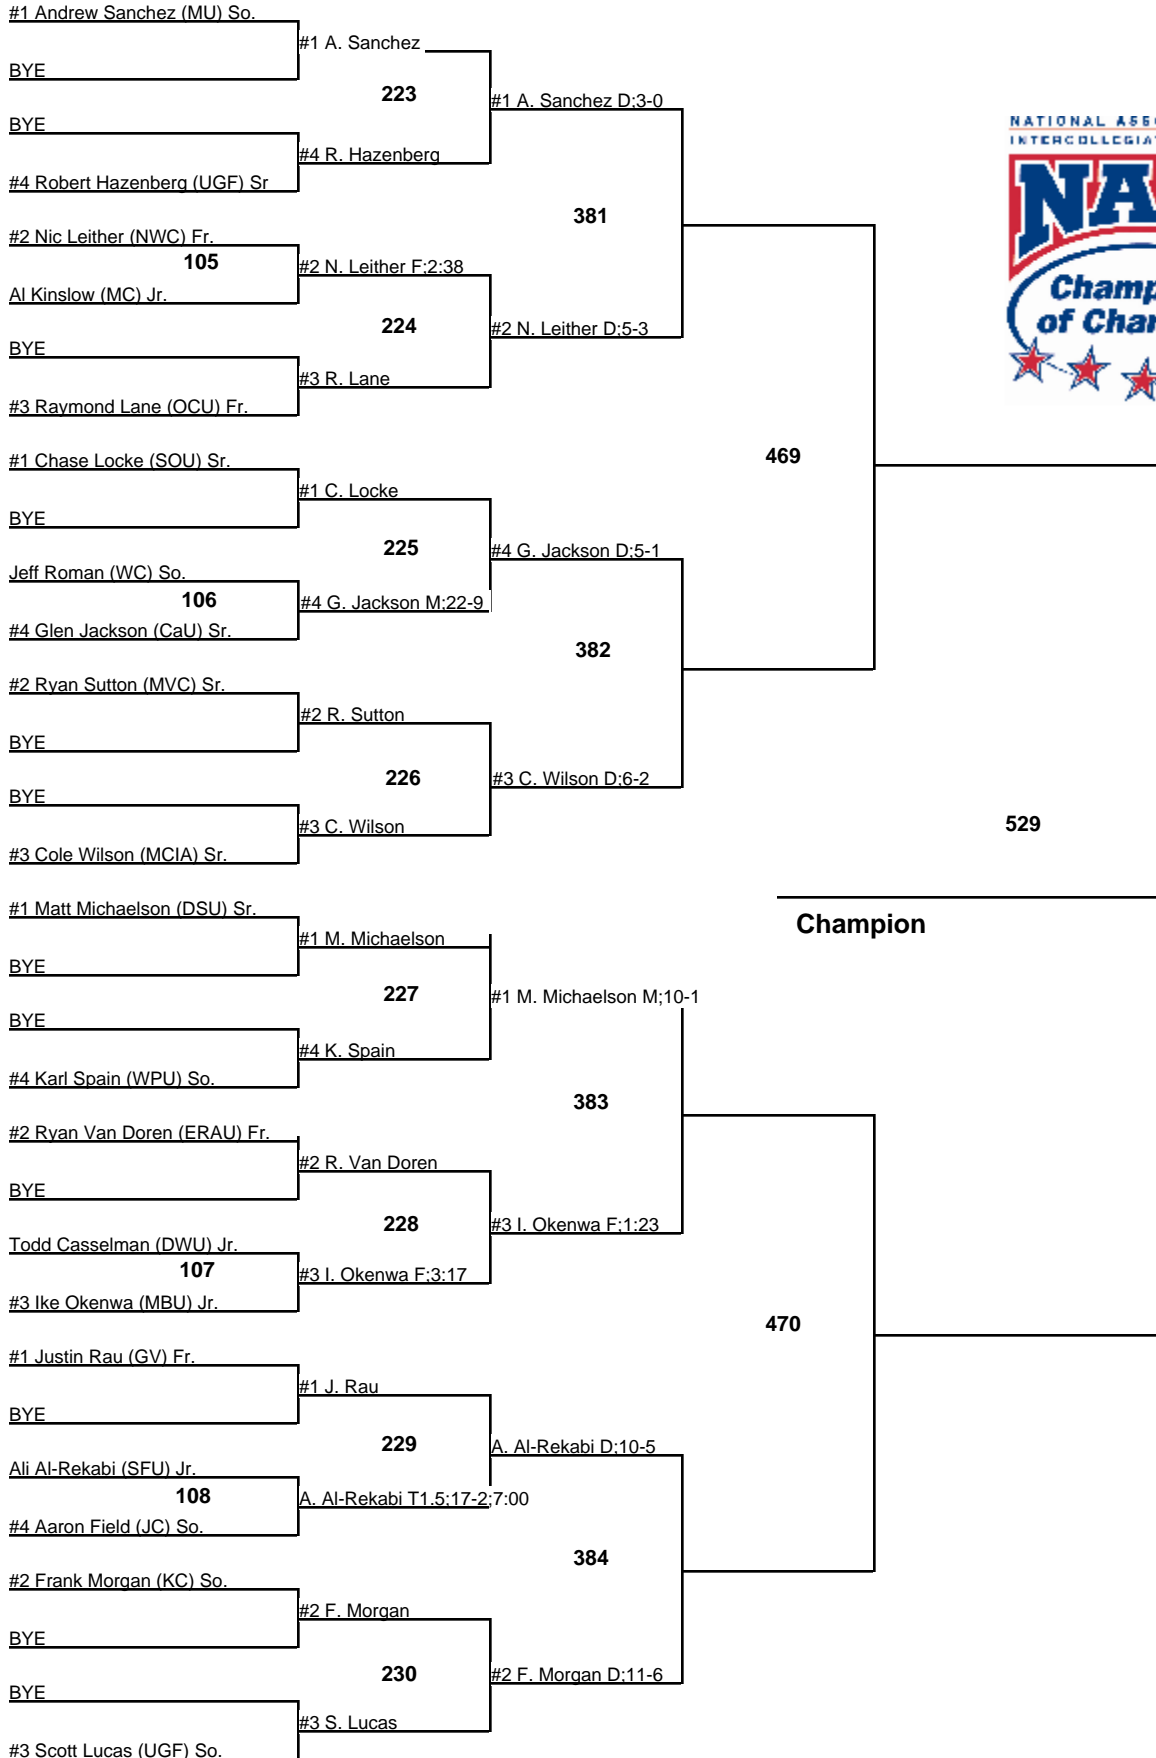 #1 Andrew Sanchez (MU) So.
#1 A. Sanchez
BYE
223
#1 A. Sanchez D;3-0
BYE
#4 R. Hazenberg
#4 Robert Hazenberg (UGF) Sr
381
#2 Nic Leither (NWC) Fr.
105
#2 N. Leither F;2:38
Al Kinslow (MC) Jr.
224
#2 N. Leither D;5-3
BYE
#3 R. Lane
#3 Raymond Lane (OCU) Fr.
469
#1 Chase Locke (SOU) Sr.
#1 C. Locke
BYE
225
#4 G. Jackson D;5-1
Jeff Roman (WC) So.
106
#4 G. Jackson M;22-9
#4 Glen Jackson (CaU) Sr.
382
#2 Ryan Sutton (MVC) Sr.
#2 R. Sutton
BYE
226
#3 C. Wilson D;6-2
BYE
#3 C. Wilson
#3 Cole Wilson (MCIA) Sr.
529
Champion
#1 Matt Michaelson (DSU) Sr.
#1 M. Michaelson
BYE
227
#1 M. Michaelson M;10-1
BYE
#4 K. Spain
#4 Karl Spain (WPU) So.
383
#2 Ryan Van Doren (ERAU) Fr.
#2 R. Van Doren
BYE
228
#3 I. Okenwa F;1:23
Todd Casselman (DWU) Jr.
107
#3 I. Okenwa F;3:17
#3 Ike Okenwa (MBU) Jr.
470
#1 Justin Rau (GV) Fr.
#1 J. Rau
BYE
229
A. Al-Rekabi D;10-5
Ali Al-Rekabi (SFU) Jr.
108
A. Al-Rekabi T1.5;17-2;7:00
#4 Aaron Field (JC) So.
384
#2 Frank Morgan (KC) So.
#2 F. Morgan
BYE
230
#2 F. Morgan D;11-6
BYE
#3 S. Lucas
#3 Scott Lucas (UGF) So.
NATIONAL ASS
INTERCOLLEGIA
NA
Champ
of Char